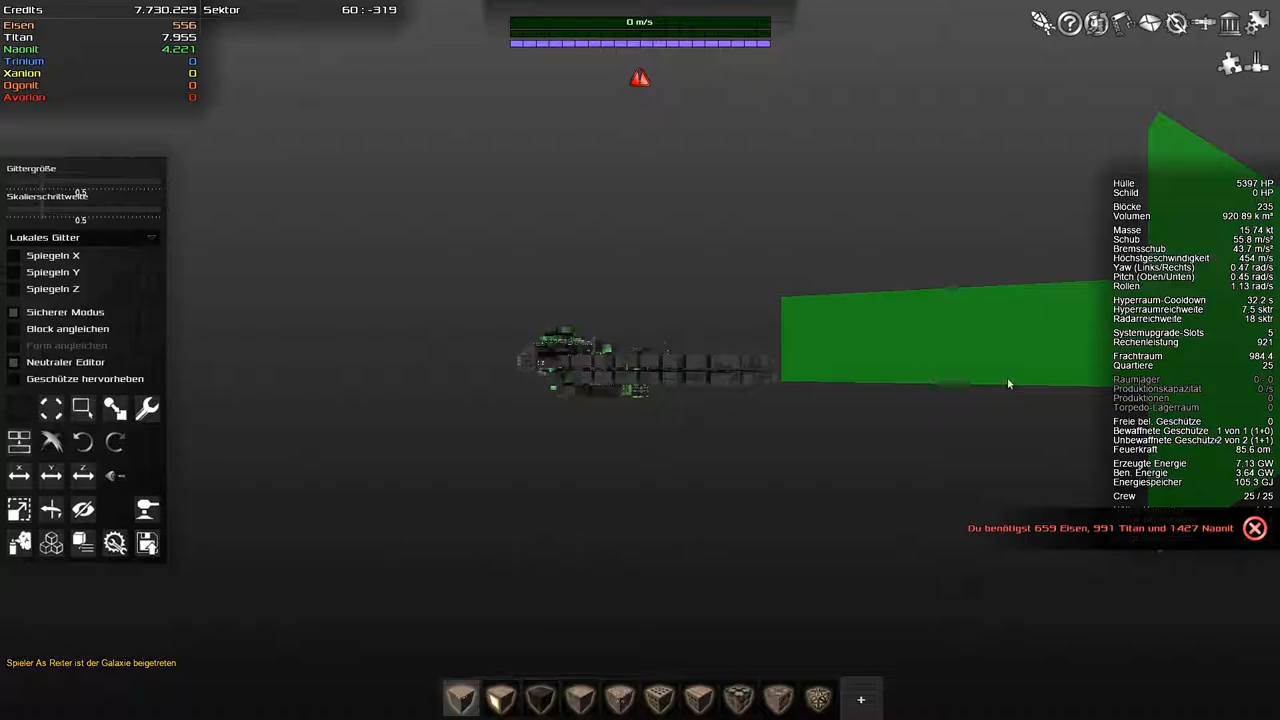 Credits 7.730.229 Sektor 60 : -319
Eisen 556
Titan 7.955
Naonit 4.221
Trinium 0
Xanion 0
Ogonit 0
Avorion 0
0 m/s
Gittergröße
0.5
Skalierschrittweite
0.5
Lokales Gitter
Spiegeln X
Spiegeln Y
Spiegeln Z
Sicherer Modus
Block angleichen
Form angleichen
Neutraler Editor
Geschütze hervorheben
X Y Z
Hülle 5397 HP
Schild 0 HP
Blöcke 235
Volumen 920.89 k m³
Masse 15.74 kt
Schub 55.8 m/s²
Bremsschub 43.7 m/s²
Höchstgeschwindigkeit 454 m/s
Yaw (Links/Rechts) 0.47 rad/s
Pitch (Oben/Unten) 0.45 rad/s
Rollen 1.13 rad/s
Hyperraum-Cooldown 32.2 s
Hyperraumreichweite 7.5 sktr
Radarreichweite 18 sktr
Systemupgrade-Slots 5
Rechenleistung 921
Frachtraum 984.4
Quartiere 25
Raumjäger 0 - 0
Produktionskapazität 0 /s
Produktionen 0
Torpedo-Lagerraum 0
Freie bel. Geschütze 0
Bewaffnete Geschütze 1 von 1 (1+0)
Unbewaffnete Geschütze 2 von 2 (1+1)
Feuerkraft 85.6 om
Erzeugte Energie 7.13 GW
Ben. Energie 3.64 GW
Energiespeicher 105.3 GJ
Crew 25 / 25
Du benötigst 659 Eisen, 991 Titan und 1427 Naonit
Spieler As Reiter ist der Galaxie beigetreten